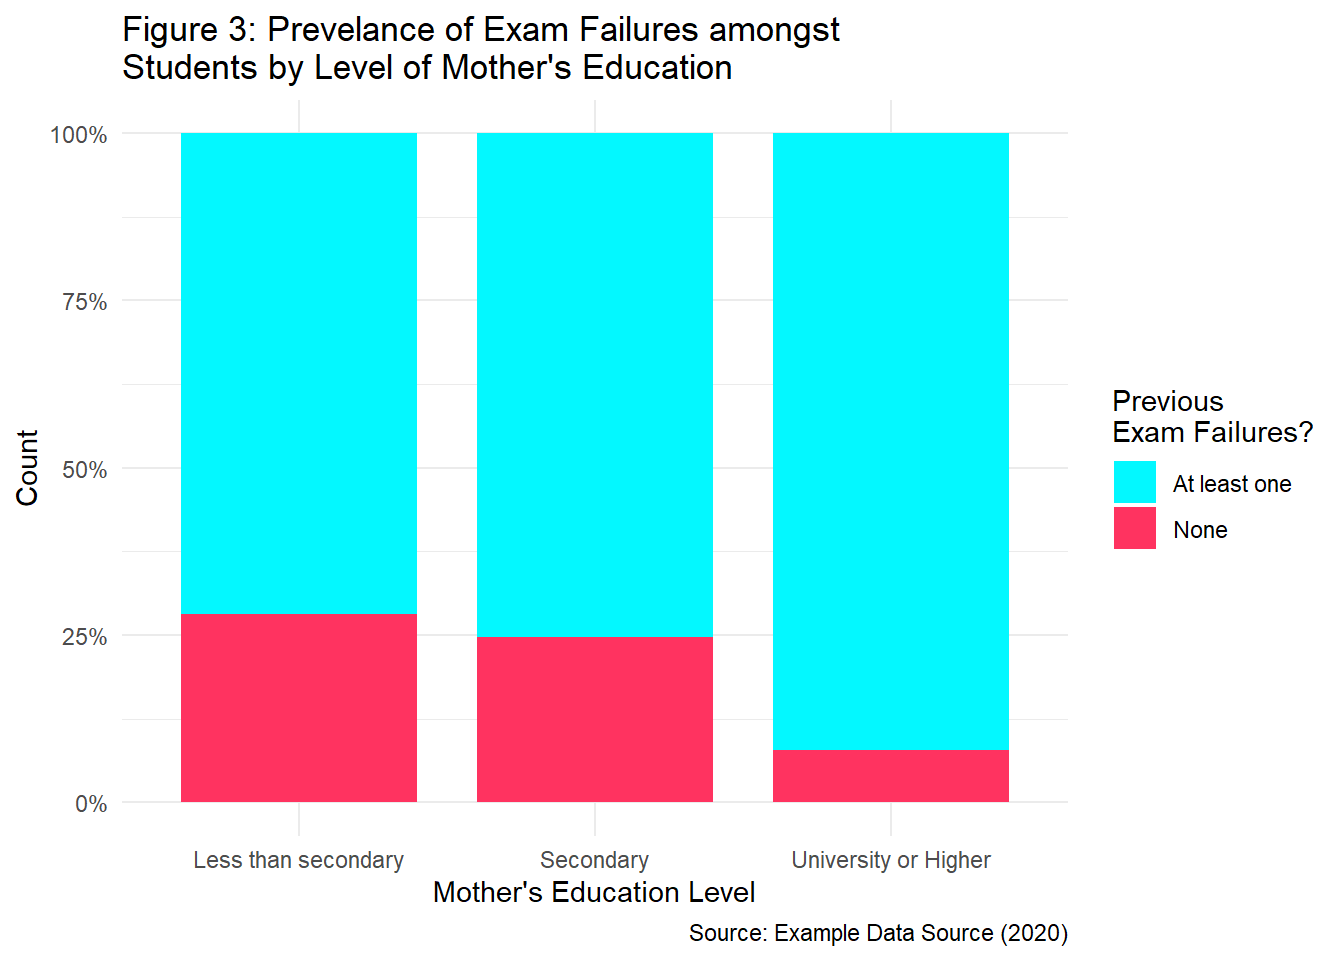 Figure 3: Prevelance of Exam Failures amongst
Students by Level of Mother's Education
100%
75%
50%
25%
0%
Count
Less than secondary
Secondary
University or Higher
Mother's Education Level
Previous
Exam Failures?
At least one
None
Source: Example Data Source (2020)